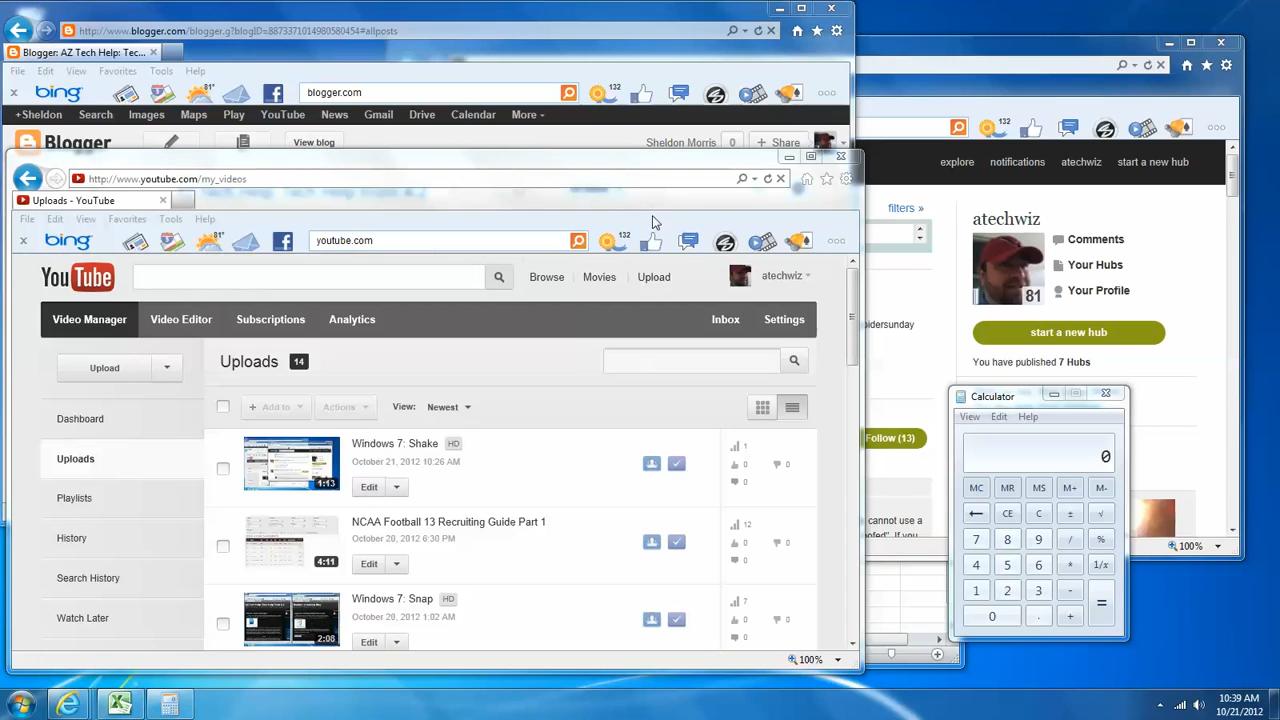 http://www.blogger.com/blogger.g?blogID=8873371014980580454#allposts
Blogger: AZ Tech Help: Tec...
File Edit View Favorites Tools Help
bing 81° blogger.com 132
+Sheldon Search Images Maps Play YouTube News Gmail Drive Calendar More
Blogger View blog Sheldon Morris 0 + Share
http://www.youtube.com/my_videos
Uploads - YouTube
File Edit View Favorites Tools Help
bing 81° youtube.com 132
YouTube Browse Movies Upload atechwiz
Video Manager Video Editor Subscriptions Analytics Inbox Settings
Upload Uploads 14
+ Add to Actions View: Newest
Dashboard
Uploads
Playlists
History
Search History
Watch Later
Windows 7: Shake HD
October 21, 2012 10:26 AM
1:13
Edit
1
0 0
0
NCAA Football 13 Recruiting Guide Part 1
October 20, 2012 6:30 PM
4:11
Edit
12
0 0
0
Windows 7: Snap HD
2:08
Edit
0 0
0
100%
132
explore notifications atechwiz start a new hub
filters »
atechwiz
81
Comments
Your Hubs
Your Profile
start a new hub
You have published 7 Hubs
Follow (13)
cannot use a
If you
100%
Calculator
View Edit Help
0
MC MR MS M+ M-
← CE C ± √
7 8 9 / %
4 5 6 * 1/x
1 2 3 - =
0 . +
10:39 AM
10/21/2012